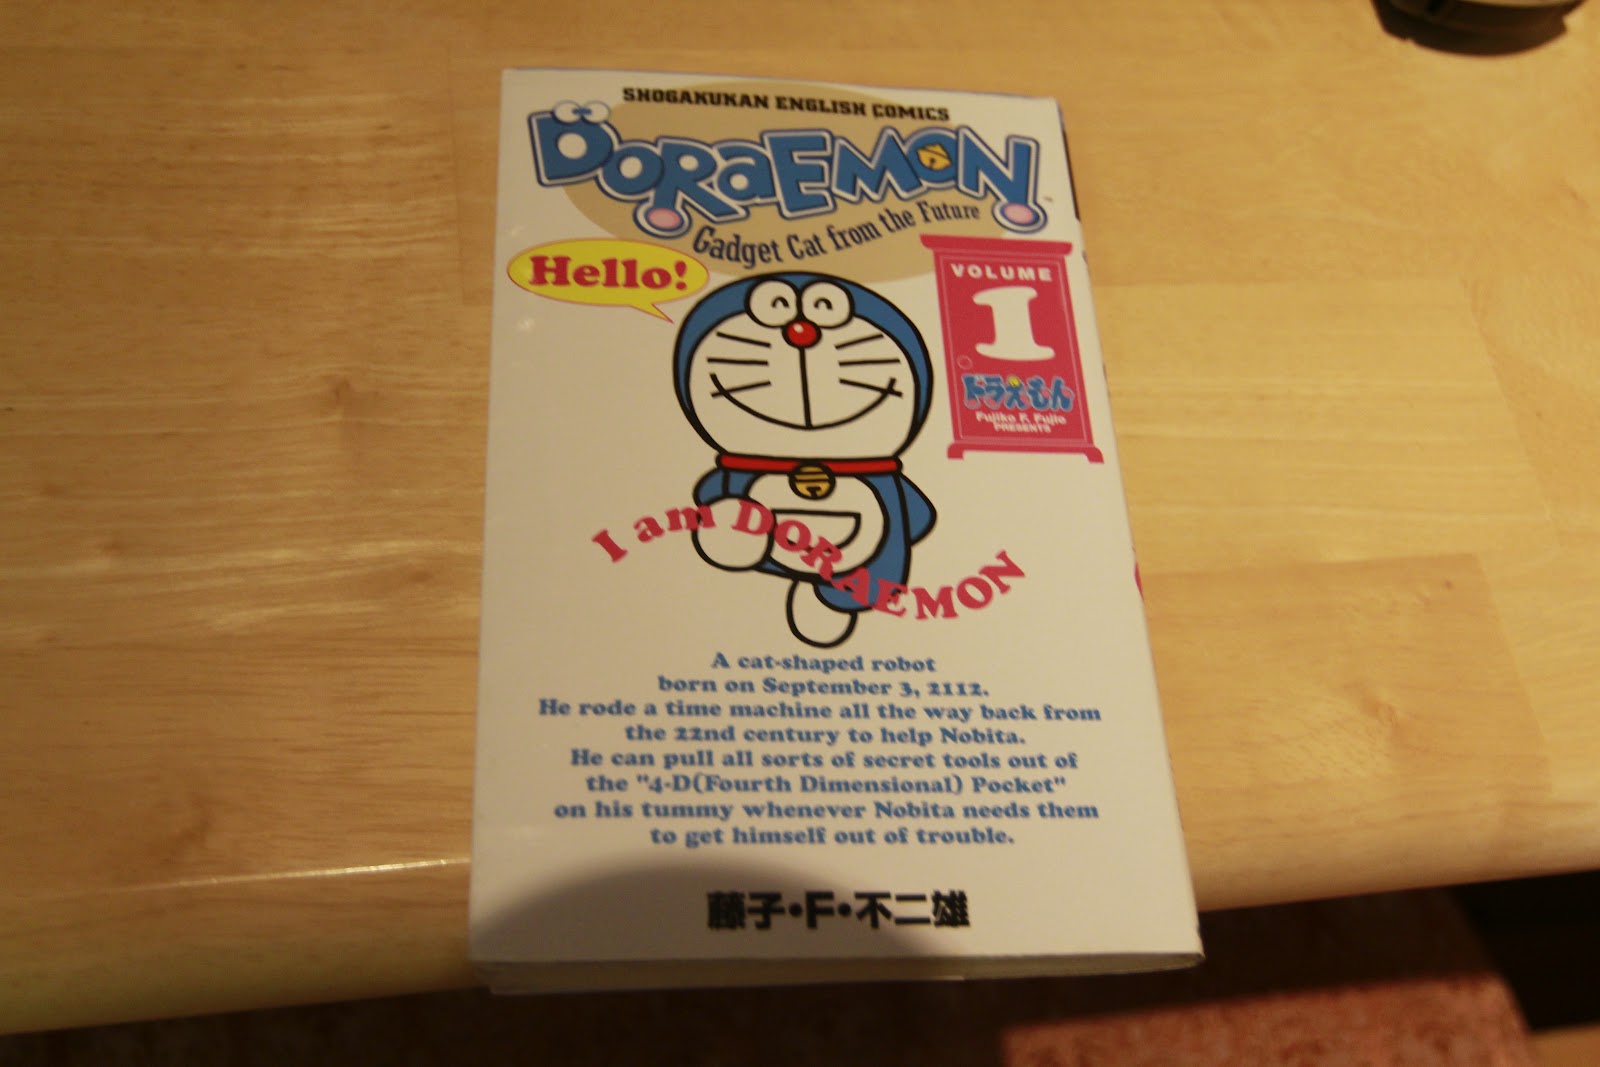 SHOGAKUKAN ENGLISH COMICS
DORAEMON
™
Gadget Cat from the Future
Hello!
VOLUME
1
ドラえもん
Fujiko F. Fujio
PRESENTS
I am DORAEMON
A cat-shaped robot
born on September 3, 2112.
He rode a time machine all the way back from
the 22nd century to help Nobita.
He can pull all sorts of secret tools out of
the "4-D(Fourth Dimensional) Pocket"
on his tummy whenever Nobita needs them
to get himself out of trouble.
藤子・F・不二雄